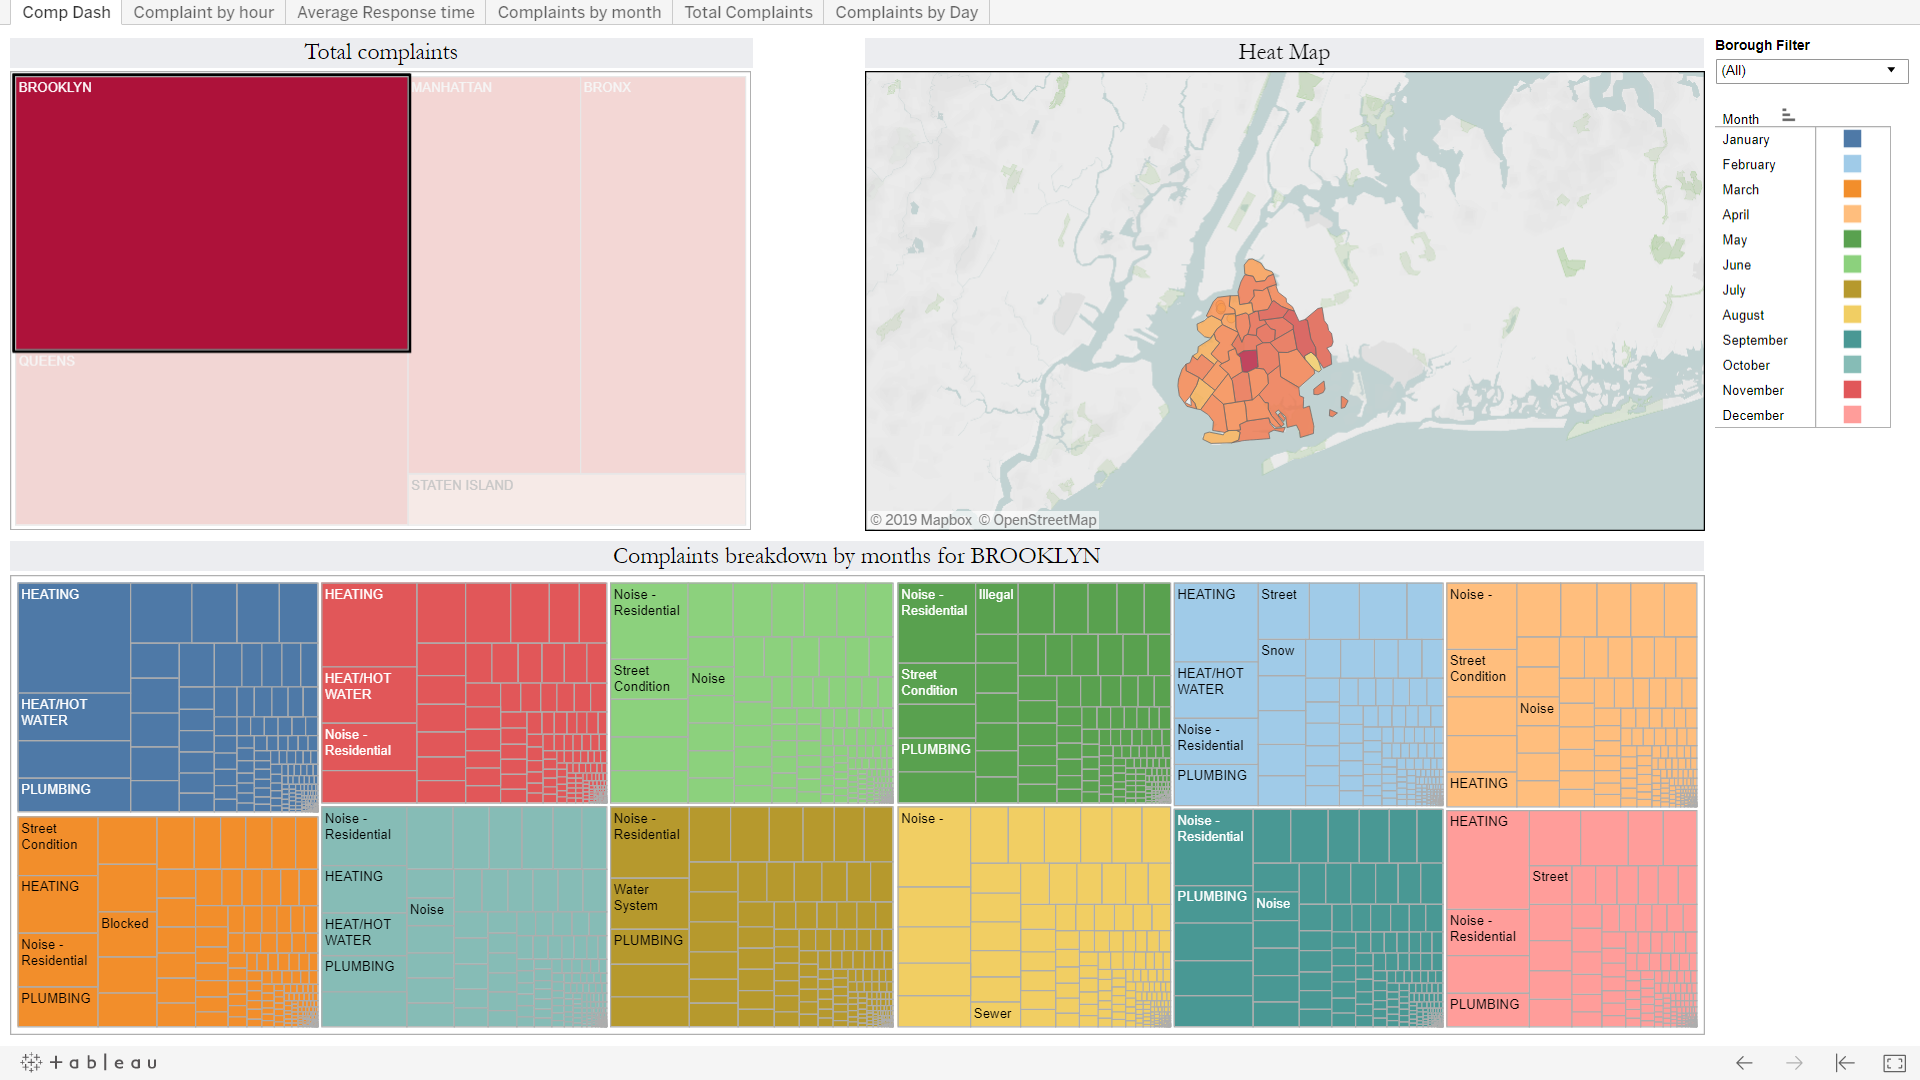 Comp Dash
Complaint by hour
Average Response time
Complaints by month
Total Complaints
Complaints by Day
Total complaints
BROOKLYN
MANHATTAN
BRONX
QUEENS
STATEN ISLAND
Heat Map
© 2019 Mapbox © OpenStreetMap
Borough Filter
(All)
Month
January
February
March
April
May
June
July
August
September
October
November
December
Complaints breakdown by months for BROOKLYN
HEATING
HEAT/HOT
WATER
PLUMBING
HEATING
HEAT/HOT
WATER
Noise -
Residential
Noise -
Residential
Street
Condition
Noise
Noise -
Residential
Illegal
Street
Condition
PLUMBING
HEATING
Street
Snow
HEAT/HOT
WATER
Noise -
Residential
PLUMBING
Noise -
Street
Condition
Noise
HEATING
Street
Condition
HEATING
Blocked
Noise -
Residential
PLUMBING
Noise -
Residential
HEATING
Noise
HEAT/HOT
WATER
PLUMBING
Noise -
Residential
Water
System
PLUMBING
Noise -
Sewer
Noise -
Residential
PLUMBING
Noise
HEATING
Street
Noise -
Residential
PLUMBING
+ a b l e a u